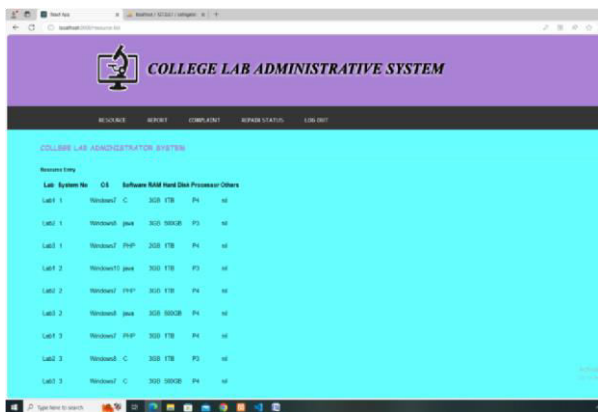 React App
localhost
COLLEGE LAB ADMINISTRATIVE SYSTEM
RESOURCE REPORT COMPLAINT REPAIR STATUS LOG OUT
COLLEGE LAB ADMINISTRATOR SYSTEM
Resource Entry
Lab System No OS Software RAM Hard Disk Processor Others
Lab1 1 Windows7 C 3GB 1TB P4 nil
Lab2 1 Windows8 java 3GB 500GB P3 nil
Lab3 1 Windows7 PHP 2GB 1TB P4 nil
Lab1 2 Windows10 java 3GB 1TB P3 nil
Lab2 2 Windows7 PHP 3GB 1TB P4 nil
Lab3 2 Windows8 java 3GB 500GB P4 nil
Lab1 3 Windows7 PHP 3GB 1TB P4 nil
Lab2 3 Windows8 C 3GB 1TB P3 nil
Lab3 3 Windows7 C 3GB 500GB P4 nil
Type here to search